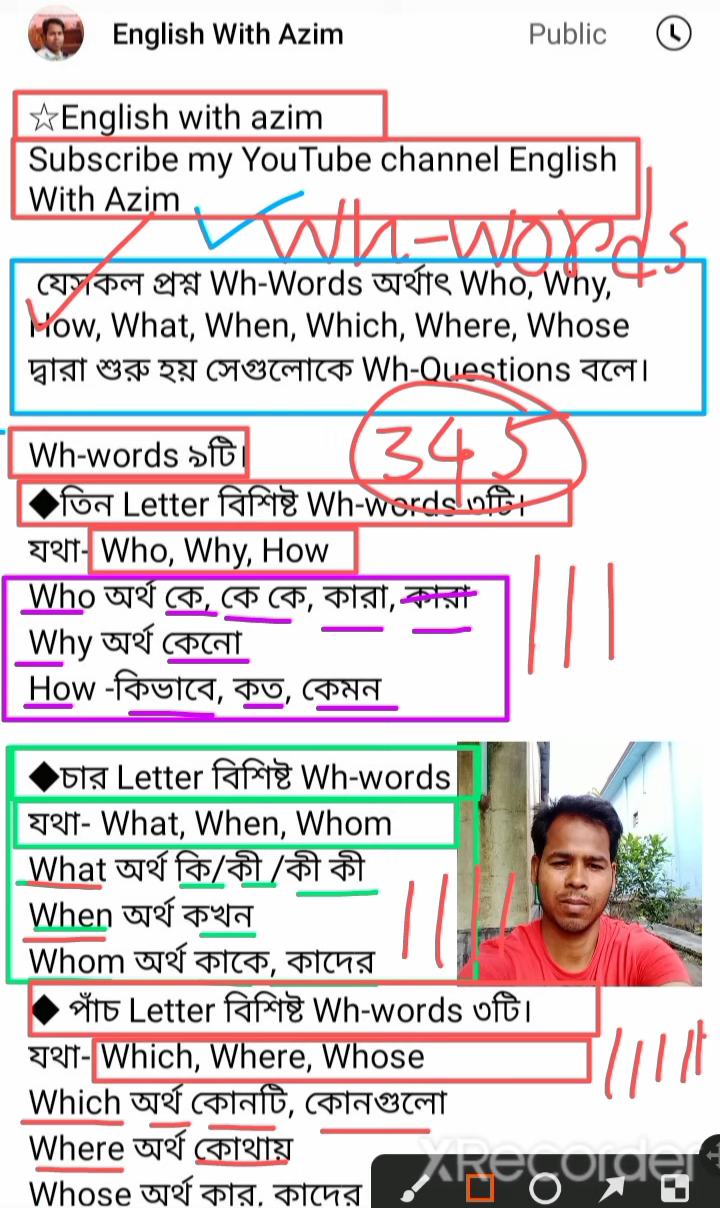 English With Azim
Public
☆English with azim
Subscribe my YouTube channel English
With Azim
Wh-words
যেসকল প্রশ্ন Wh-Words অর্থাৎ Who, Why,
How, What, When, Which, Where, Whose
দ্বারা শুরু হয় সেগুলোকে Wh-Questions বলে।
345
Wh-words ৯টি।
◆তিন Letter বিশিষ্ট Wh-words ৩টি।
যথা- Who, Why, How
Who অর্থ কে, কে কে, কারা, কারা
Why অর্থ কেনো
How -কিভাবে, কত, কেমন
◆চার Letter বিশিষ্ট Wh-words
যথা- What, When, Whom
What অর্থ কি/কী /কী কী
When অর্থ কখন
Whom অর্থ কাকে, কাদের
◆ পাঁচ Letter বিশিষ্ট Wh-words ৩টি।
যথা- Which, Where, Whose
Which অর্থ কোনটি, কোনগুলো
Where অর্থ কোথায়
Whose অর্থ কার, কাদের
XRecorder